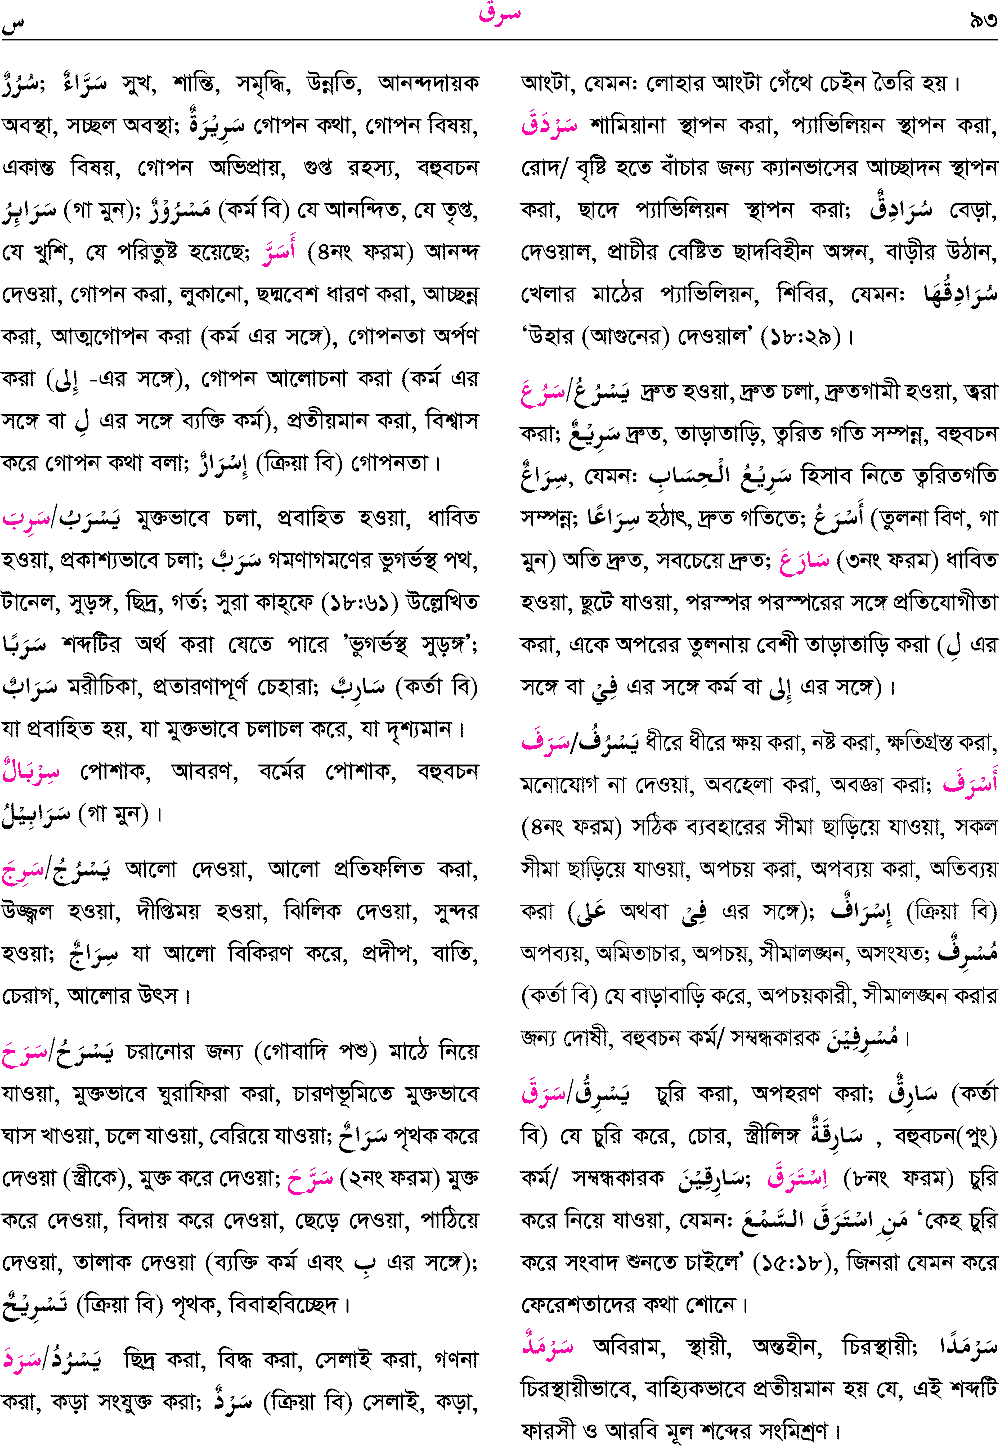 س سرق ৯৩
سُرُرٌ; سَرَّاءٌ সুখ, শান্তি, সমৃদ্ধি, উন্নতি, আনন্দদায়ক
অবস্থা, সচ্ছল অবস্থা; سَرِيْرَةٌ গোপন কথা, গোপন বিষয়,
একান্ত বিষয়, গোপন অভিপ্রায়, গুপ্ত রহস্য, বহুবচন
سَرَايِرُ (গা মুন); مَسْرُوْرٌ (কর্ম বি) যে আনন্দিত, যে তৃপ্ত,
যে খুশি, যে পরিতুষ্ট হয়েছে; أَسَرَّ (৪নং ফরম) আনন্দ
দেওয়া, গোপন করা, লুকানো, ছদ্মবেশ ধারণ করা, আচ্ছন্ন
করা, আত্মগোপন করা (কর্ম এর সঙ্গে), গোপনতা অর্পণ
করা (إِلى -এর সঙ্গে), গোপন আলোচনা করা (কর্ম এর
সঙ্গে বা لِ এর সঙ্গে ব্যক্তি কর্ম), প্রতীয়মান করা, বিশ্বাস
করে গোপন কথা বলা; إِسْرَارٌ (ক্রিয়া বি) গোপনতা।
سَرِبَ/يَسْرَبُ মুক্তভাবে চলা, প্রবাহিত হওয়া, ধাবিত
হওয়া, প্রকাশ্যভাবে চলা; سَرَبٌ গমণাগমণের ভুগর্ভস্থ পথ,
টানেল, সুড়ঙ্গ, ছিদ্র, গর্ত; সুরা কাহ্‌ফে (১৮:৬১) উল্লেখিত
سَرَبًا শব্দটির অর্থ করা যেতে পারে 'ভুগর্ভস্থ সুড়ঙ্গ';
سَرَابٌ মরীচিকা, প্রতারণাপূর্ণ চেহারা; سَارِبٌ (কর্তা বি)
যা প্রবাহিত হয়, যা মুক্তভাবে চলাচল করে, যা দৃশ্যমান।
سِرْبَالٌ পোশাক, আবরণ, বর্মের পোশাক, বহুবচন
سَرَابِيْلُ (গা মুন)।
سَرِجَ/يَسْرُجُ আলো দেওয়া, আলো প্রতিফলিত করা,
উজ্জ্বল হওয়া, দীপ্তিময় হওয়া, ঝিলিক দেওয়া, সুন্দর
হওয়া; سِرَاجٌ যা আলো বিকিরণ করে, প্রদীপ, বাতি,
চেরাগ, আলোর উৎস।
سَرَحَ/يَسْرَحُ চরানোর জন্য (গোবাদি পশু) মাঠে নিয়ে
যাওয়া, মুক্তভাবে ঘুরাফিরা করা, চারণভূমিতে মুক্তভাবে
ঘাস খাওয়া, চলে যাওয়া, বেরিয়ে যাওয়া; سَرَاحٌ পৃথক করে
দেওয়া (স্ত্রীকে), মুক্ত করে দেওয়া; سَرَّحَ (২নং ফরম) মুক্ত
করে দেওয়া, বিদায় করে দেওয়া, ছেড়ে দেওয়া, পাঠিয়ে
দেওয়া, তালাক দেওয়া (ব্যক্তি কর্ম এবং بِ এর সঙ্গে);
تَسْرِيْحٌ (ক্রিয়া বি) পৃথক, বিবাহবিচ্ছেদ।
سَرَدَ/يَسْرُدُ ছিদ্র করা, বিদ্ধ করা, সেলাই করা, গণনা
করা, কড়া সংযুক্ত করা; سَرْدٌ (ক্রিয়া বি) সেলাই, কড়া,
আংটা, যেমন: লোহার আংটা গেঁথে চেইন তৈরি হয়।
سَرْدَقَ শামিয়ানা স্থাপন করা, প্যাভিলিয়ন স্থাপন করা,
রোদ/ বৃষ্টি হতে বাঁচার জন্য ক্যানভাসের আচ্ছাদন স্থাপন
করা, ছাদে প্যাভিলিয়ন স্থাপন করা; سُرَادِقٌ বেড়া,
দেওয়াল, প্রাচীর বেষ্টিত ছাদবিহীন অঙ্গন, বাড়ীর উঠান,
খেলার মাঠের প্যাভিলিয়ন, শিবির, যেমন: سُرَادِقُهَا
‘উহার (আগুনের) দেওয়াল’ (১৮:২৯)।
سَرُعَ/يَسْرُعُ দ্রুত হওয়া, দ্রুত চলা, দ্রুতগামী হওয়া, ত্বরা
করা; سَرِيْعٌ দ্রুত, তাড়াতাড়ি, ত্বরিত গতি সম্পন্ন, বহুবচন
سِرَاعٌ, যেমন: سَرِيْعُ الْحِسَابِ হিসাব নিতে ত্বরিতগতি
সম্পন্ন; سِرَاعًا হঠাৎ, দ্রুত গতিতে; أَسْرَعُ (তুলনা বিণ, গা
মুন) অতি দ্রুত, সবচেয়ে দ্রুত; سَارَعَ (৩নং ফরম) ধাবিত
হওয়া, ছুটে যাওয়া, পরস্পর পরস্পরের সঙ্গে প্রতিযোগীতা
করা, একে অপরের তুলনায় বেশী তাড়াতাড়ি করা (لِ এর
সঙ্গে বা فِيْ এর সঙ্গে কর্ম বা إِلى এর সঙ্গে)।
سَرَفَ/يَسْرُفُ ধীরে ধীরে ক্ষয় করা, নষ্ট করা, ক্ষতিগ্রস্ত করা,
মনোযোগ না দেওয়া, অবহেলা করা, অবজ্ঞা করা; أَسْرَفَ
(৪নং ফরম) সঠিক ব্যবহারের সীমা ছাড়িয়ে যাওয়া, সকল
সীমা ছাড়িয়ে যাওয়া, অপচয় করা, অপব্যয় করা, অতিব্যয়
করা (عَلى অথবা فِيْ এর সঙ্গে); إِسْرَافٌ (ক্রিয়া বি)
অপব্যয়, অমিতাচার, অপচয়, সীমালঙ্ঘন, অসংযত; مُسْرِفٌ
(কর্তা বি) যে বাড়াবাড়ি করে, অপচয়কারী, সীমালঙ্ঘন করার
জন্য দোষী, বহুবচন কর্ম/ সম্বন্ধকারক مُسْرِفِيْنَ।
سَرَقَ/يَسْرِقُ চুরি করা, অপহরণ করা; سَارِقٌ (কর্তা
বি) যে চুরি করে, চোর, স্ত্রীলিঙ্গ سَارِقَةٌ , বহুবচন(পুং)
কর্ম/ সম্বন্ধকারক سَارِقِيْنَ; اِسْتَرَقَ (৮নং ফরম) চুরি
করে নিয়ে যাওয়া, যেমন: مَنِ اسْتَرَقَ السَّمْعَ ‘কেহ চুরি
করে সংবাদ শুনতে চাইলে’ (১৫:১৮), জিনরা যেমন করে
ফেরেশতাদের কথা শোনে।
سَرْمَدٌ অবিরাম, স্থায়ী, অন্তহীন, চিরস্থায়ী; سَرْمَدًا
চিরস্থায়ীভাবে, বাহ্যিকভাবে প্রতীয়মান হয় যে, এই শব্দটি
ফারসী ও আরবি মূল শব্দের সংমিশ্রণ।